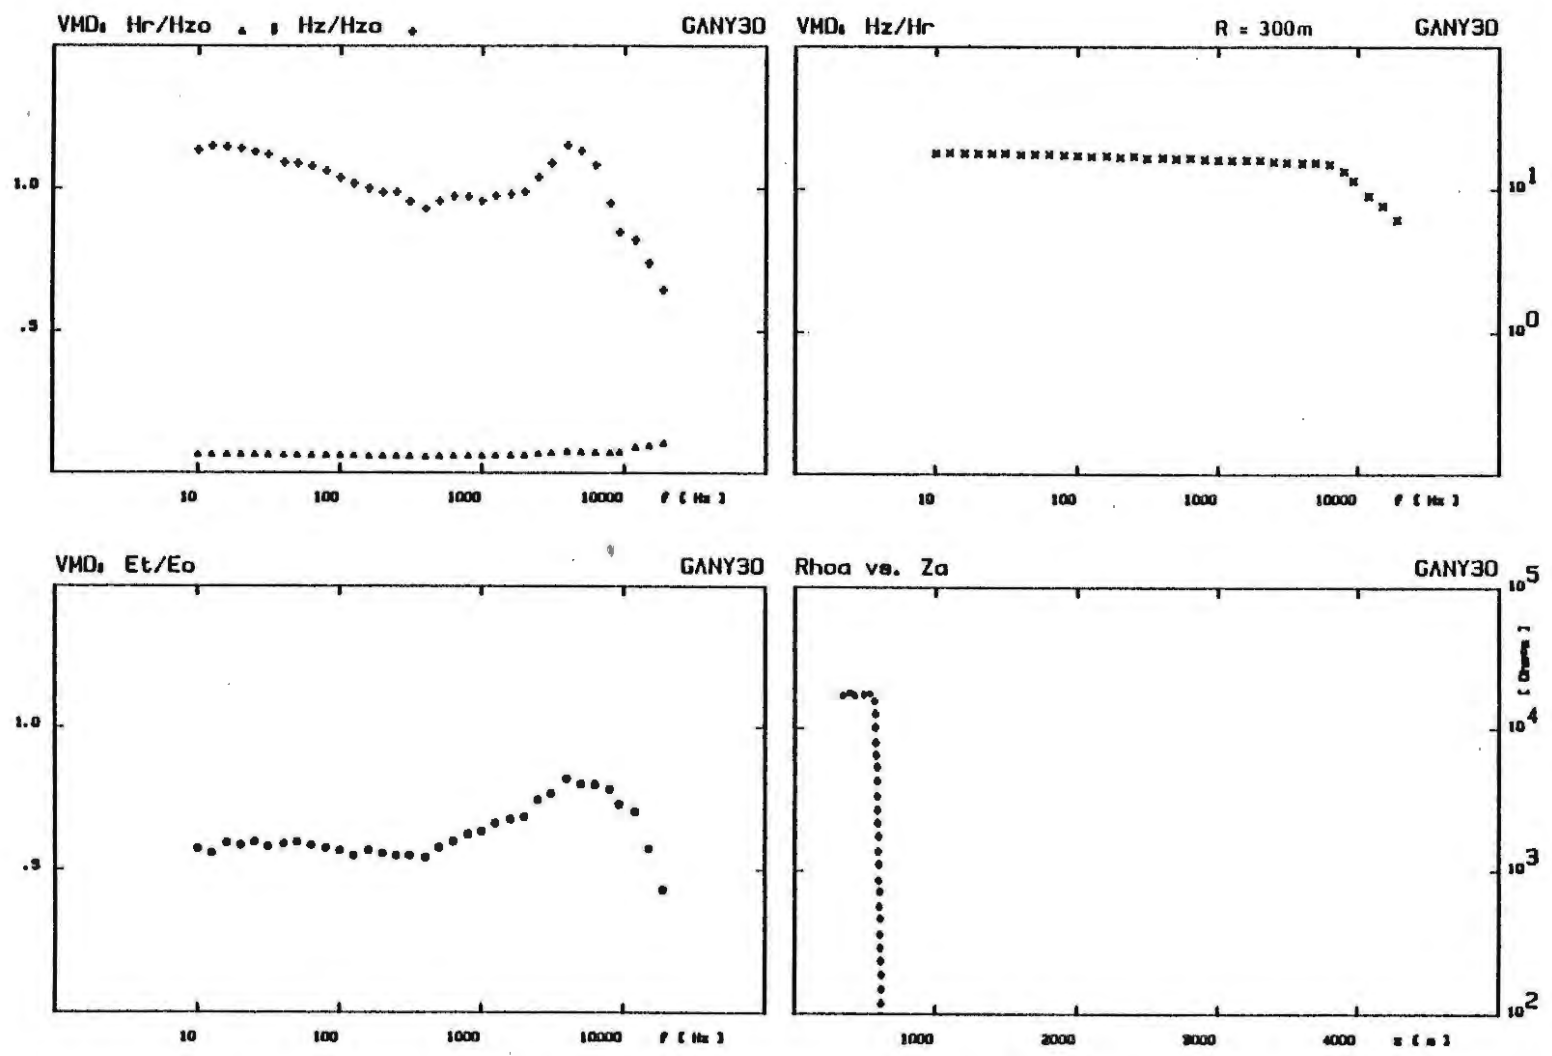 VMD: Hr/Hzo ▲ ; Hz/Hzo + GANY30
1.0
.5
10 100 1000 10000 f [ Hz ]
VMD: Hz/Hr R = 300m GANY30
10^1
10^0
10 100 1000 10000 f [ Hz ]
VMD: Et/Eo GANY30
1.0
.5
10 100 1000 10000 f [ Hz ]
Rhoa vs. Za GANY30
10^5
10^4
10^3
10^2
1000 2000 3000 4000 z [ m ]